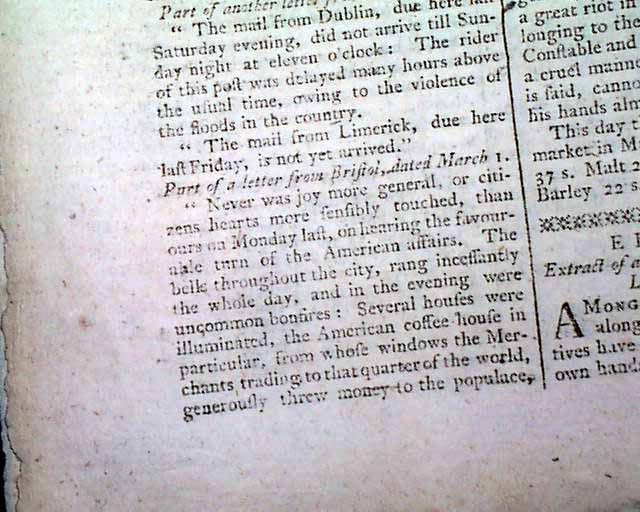 Part of another letter
“ The mail from Dublin, due here laſt
Saturday evening, did not arrive till Sun-
day night at eleven o'clock: The rider
of this poſt was delayed many hours above
the uſual time, owing to the violence of
the floods in the country.
“ The mail from Limerick, due here
laſt Friday, is not yet arrived.”
Part of a letter from Briſtol, dated March 1.
“ Never was joy more general, or citi-
zens hearts more ſenſibly touched, than
ours on Monday laſt, on hearing the favour-
able turn of the American affairs. The
bells throughout the city, rang inceſſantly
the whole day, and in the evening were
uncommon bonfires: Several houſes were
illuminated, the American coffee-houſe in
particular, from whoſe windows the Mer-
chants trading to that quarter of the world,
generouſly threw money to the populace,
a great riot in
longing to the
Conſtable and
a cruel manne
is ſaid, canno
his hands alm
This day t
market in M
37 s. Malt 2
Barley 22 s
E
Extract of a
L
AMONG
along
tives have
own hand